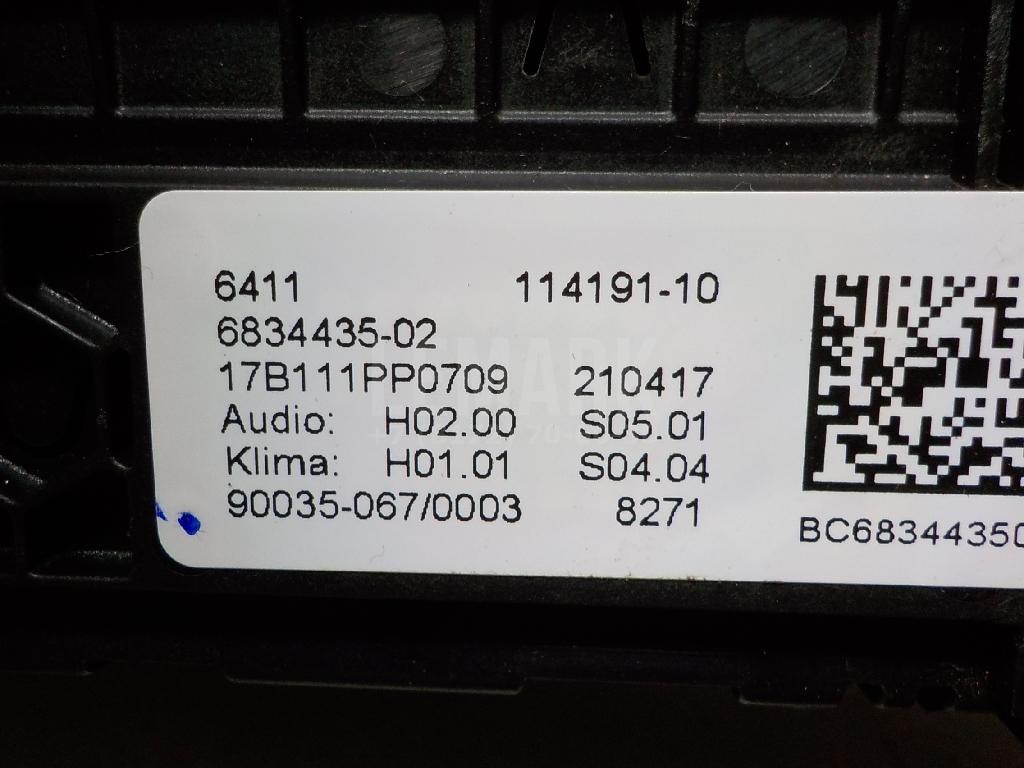 6411 114191-10
6834435-02
17B111PP0709 210417
Audio: H02.00 S05.01
Klima: H01.01 S04.04
90035-067/0003 8271
BC68344350